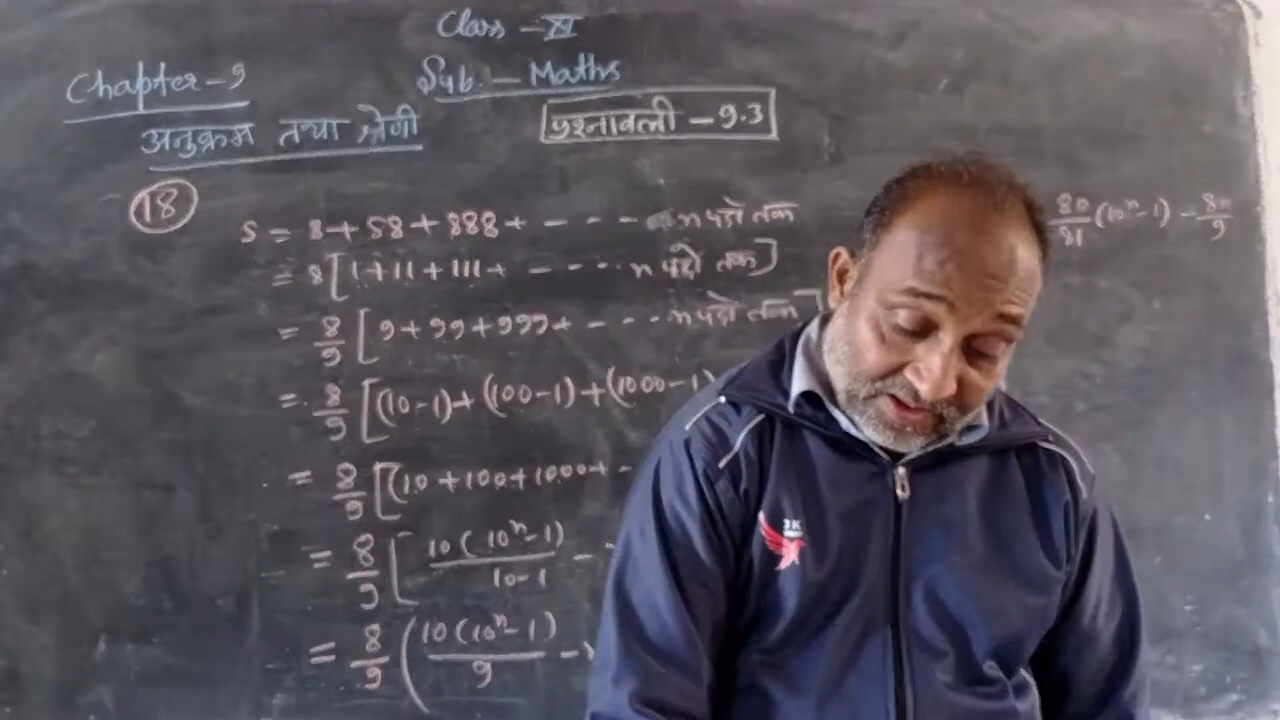 Class - XI
Sub. - Maths
Chapter - 9
अनुक्रम तथा श्रेणी
प्रश्नावली - 9.3
18
S = 8 + 88 + 888 + - - - - n पदों तक
= 8 [ 1 + 11 + 111 + - - - - n पदों तक ]
= 8/9 [ 9 + 99 + 999 + - - - n पदों तक ]
= 8/9 [ (10-1) + (100-1) + (1000-1)
= 8/9 [ (10 + 100 + 1000 + -
= 8/9 [ 10 (10ⁿ - 1) / 10 - 1 -
= 8/9 ( 10 (10ⁿ - 1) / 9 -
80/81 (10ⁿ - 1) - 80/9